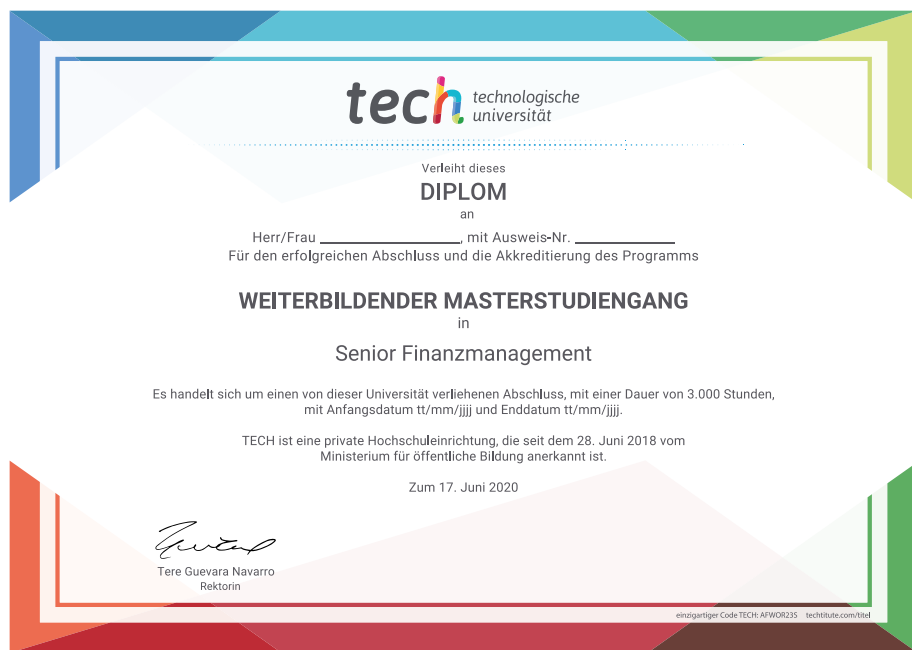 tech technologische
universität
Verleiht dieses
DIPLOM
an
Herr/Frau ____________________, mit Ausweis-Nr. ______________
Für den erfolgreichen Abschluss und die Akkreditierung des Programms
WEITERBILDENDER MASTERSTUDIENGANG
in
Senior Finanzmanagement
Es handelt sich um einen von dieser Universität verliehenen Abschluss, mit einer Dauer von 3.000 Stunden,
mit Anfangsdatum tt/mm/jjjj und Enddatum tt/mm/jjjj.
TECH ist eine private Hochschuleinrichtung, die seit dem 28. Juni 2018 vom
Ministerium für öffentliche Bildung anerkannt ist.
Zum 17. Juni 2020
Tere Guevara Navarro
Rektorin
einzigartiger Code TECH: AFWOR23S techtitute.com/titel